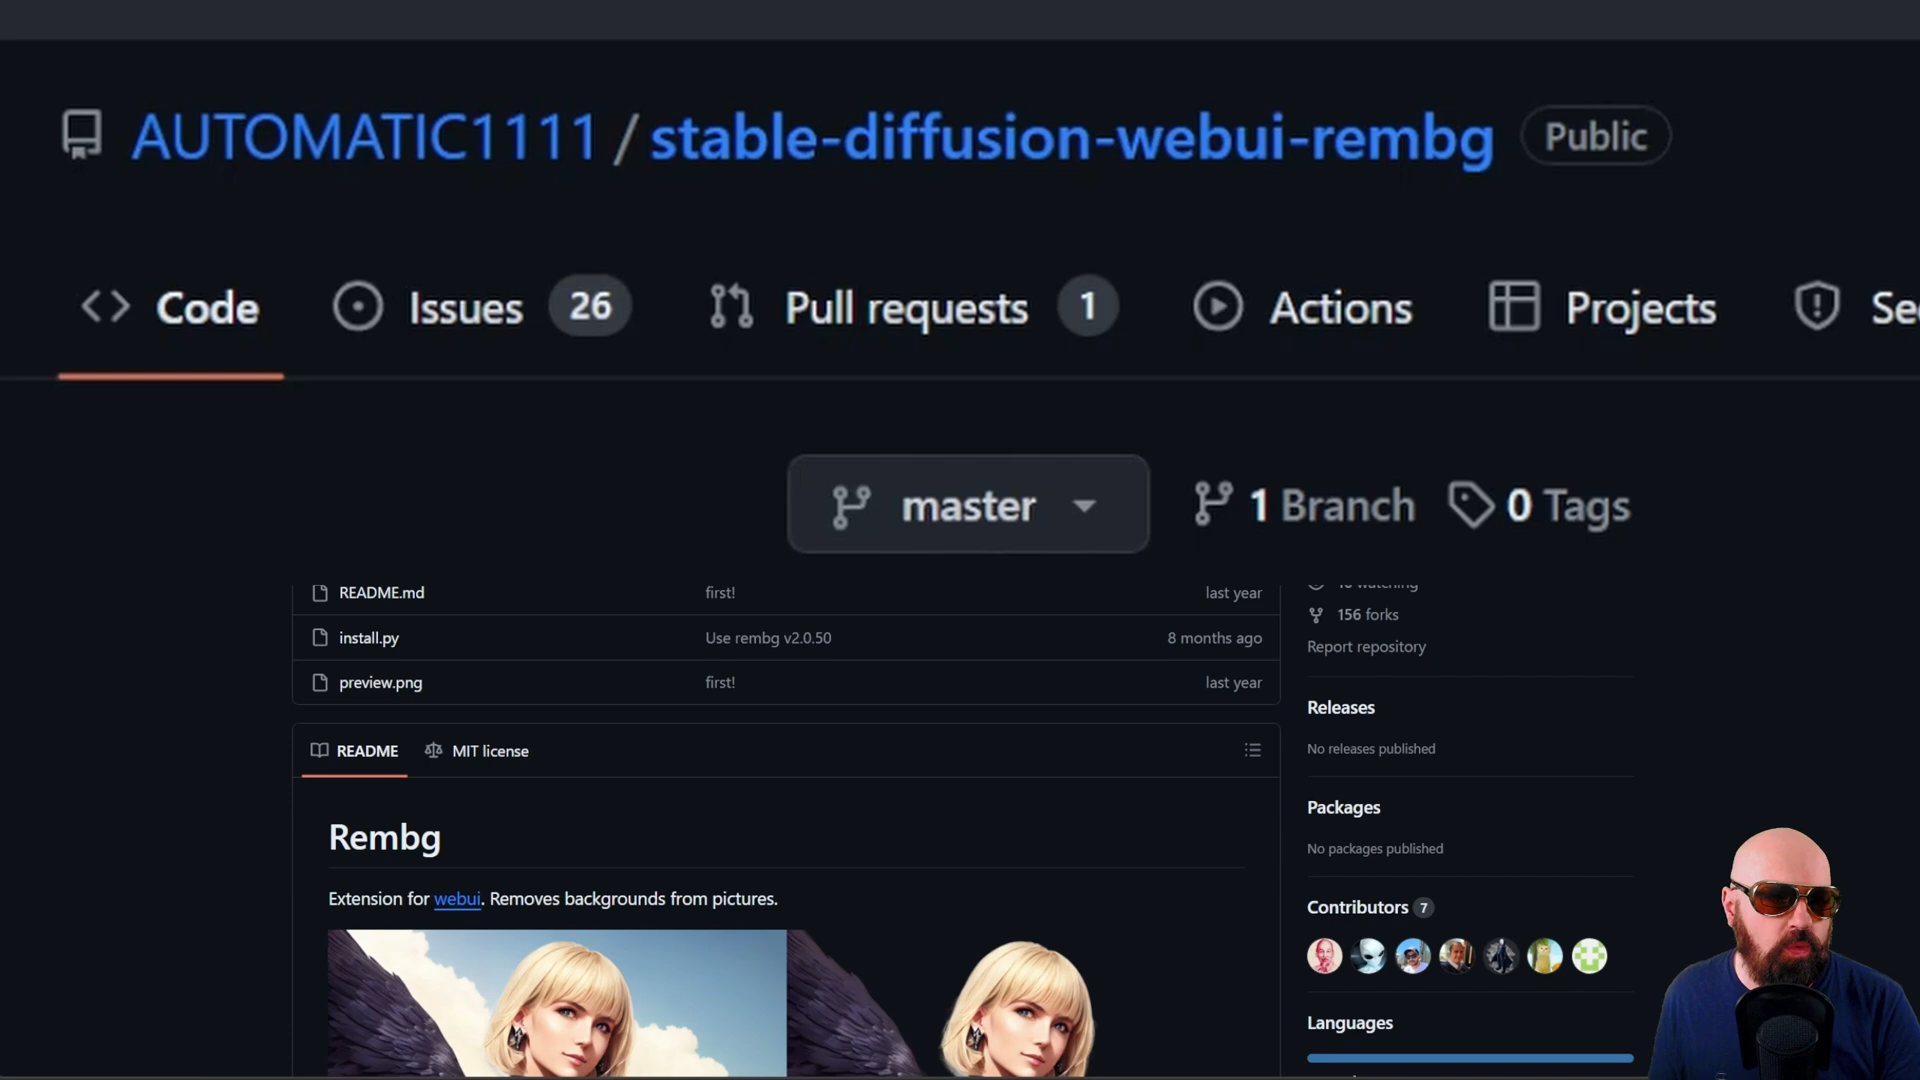 AUTOMATIC1111 / stable-diffusion-webui-rembg Public
Code Issues 26 Pull requests 1 Actions Projects
master 1 Branch 0 Tags
README.md first! last year
watching
156 forks
install.py Use rembg v2.0.50 8 months ago
Report repository
preview.png first! last year
Releases
No releases published
README MIT license
Packages
No packages published
Rembg
Extension for webui. Removes backgrounds from pictures.
Contributors 7
Languages